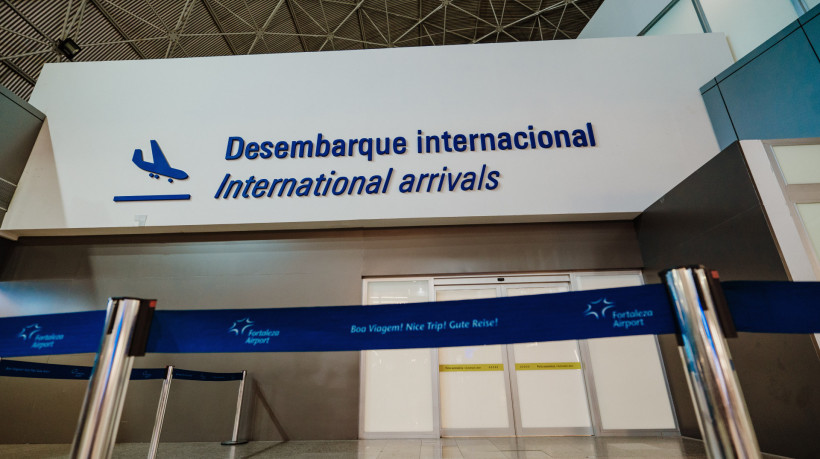 Desembarque internacional
International arrivals
Fortaleza
Airport
Fortaleza
Airport
Boa Viagem! Nice Trip! Gute Reise!
Fortaleza
Airport